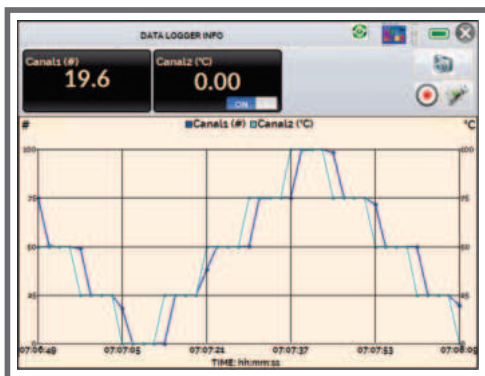 DATA LOGGER INFO
Canal1 (#)
19.6
Canal2 (°C)
0.00
ON
# Canal1 (#) Canal2 (°C) °C
100 100
75 75
50 50
25 25
0 0
07:06:49 07:07:05 07:07:21 07:07:37 07:07:53 07:08:09
TIME: hh:mm:ss